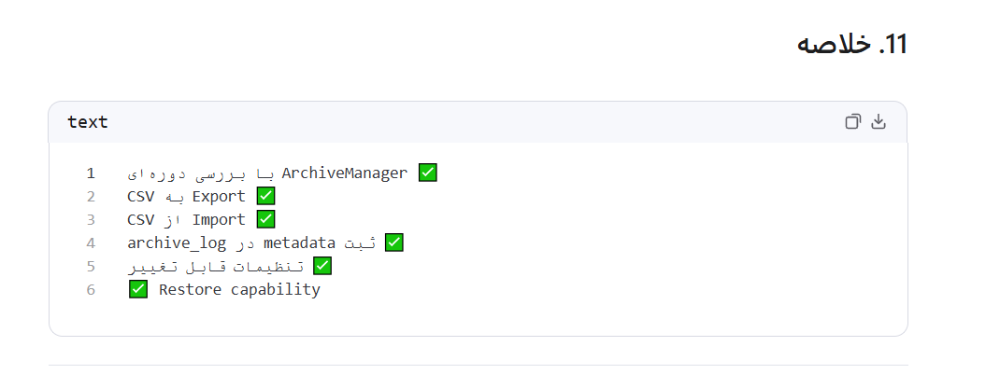 11. خلاصه
text
1 ✅ ArchiveManager با بررسی دوره‌ای
2 ✅ Export به CSV
3 ✅ Import از CSV
4 ✅ ثبت metadata در archive_log
5 ✅ تنظیمات قابل تغییر
6 ✅ Restore capability